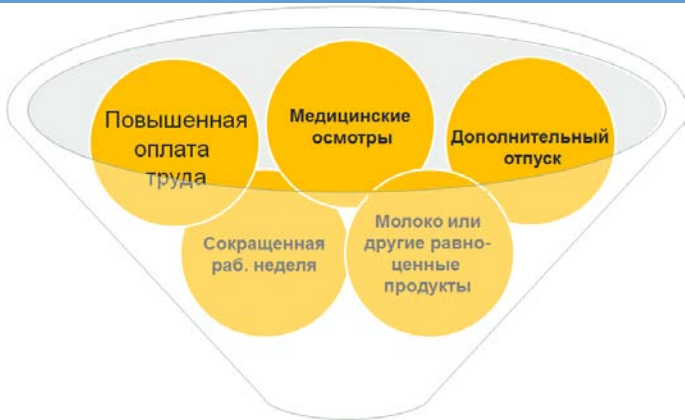 Повышенная
оплата
труда
Медицинские
осмотры
Дополнительный
отпуск
Сокращенная
раб. неделя
Молоко или
другие равно-
ценные
продукты